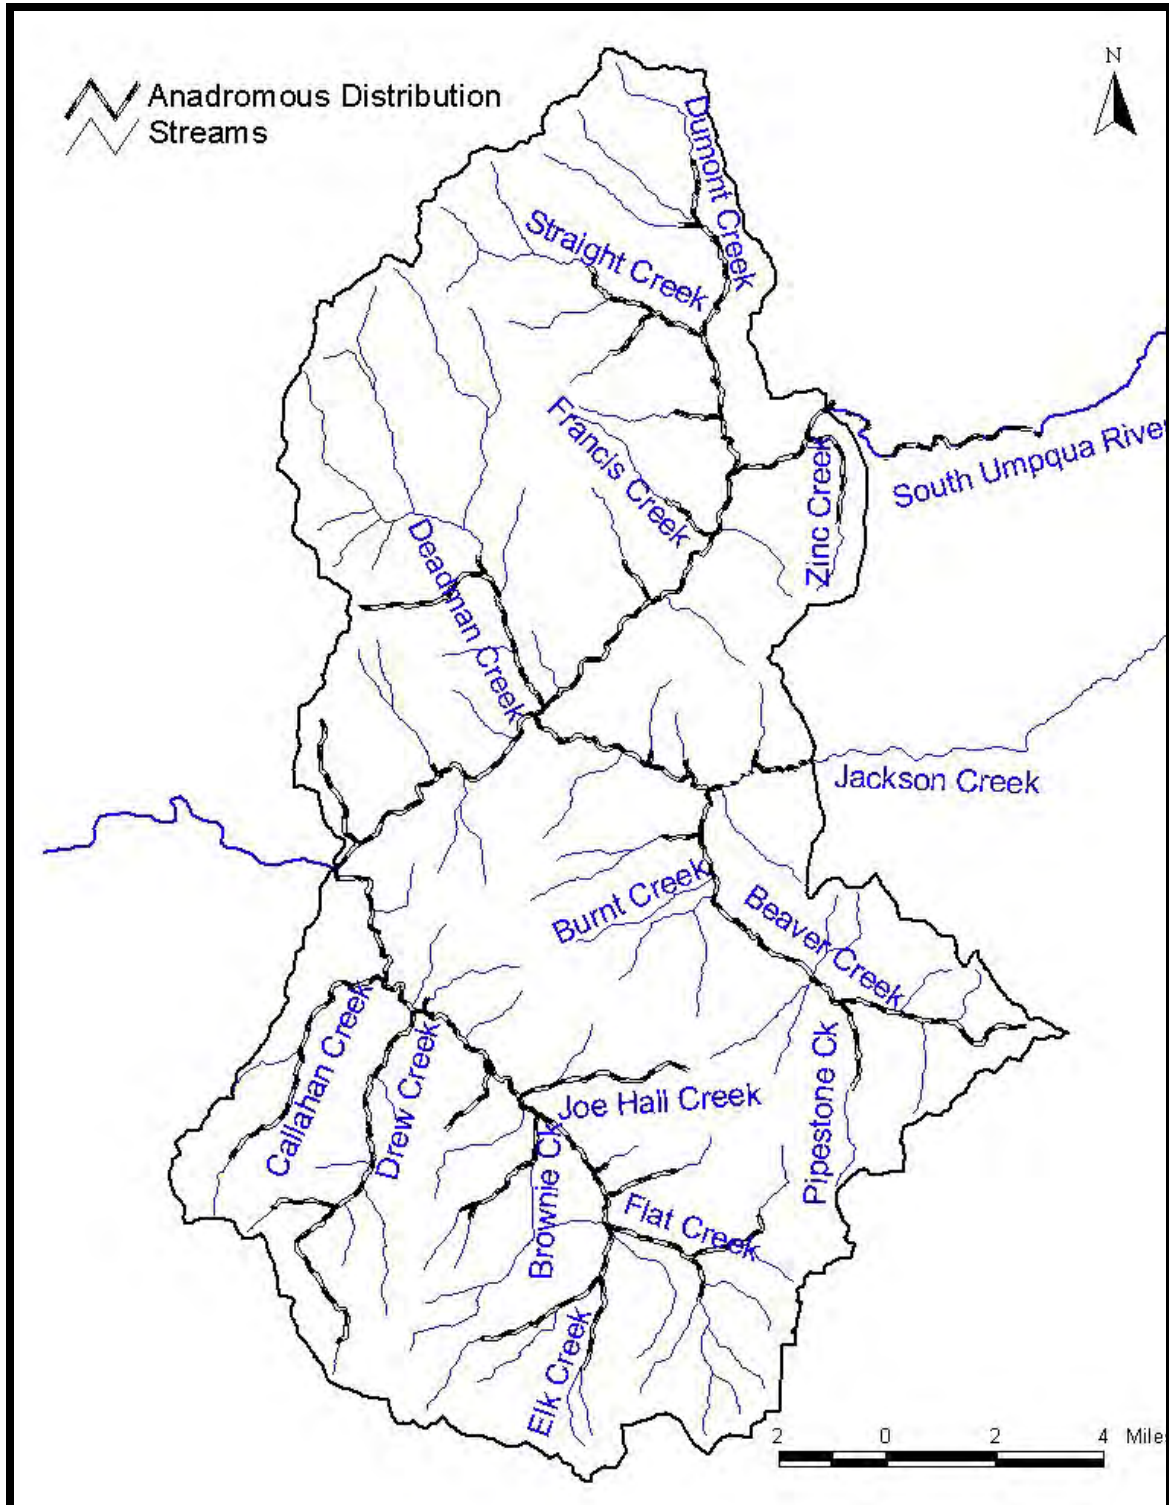 N
Anadromous Distribution
Streams
Dumont Creek
Straight Creek
Francis Creek
South Umpqua River
Zinc Creek
Deadman Creek
Jackson Creek
Burnt Creek
Beaver Creek
Callahan Creek
Drew Creek
Pipestone Ck
Joe Hall Creek
Brownie Ck
Flat Creek
Elk Creek
2 0 2 4 Mile